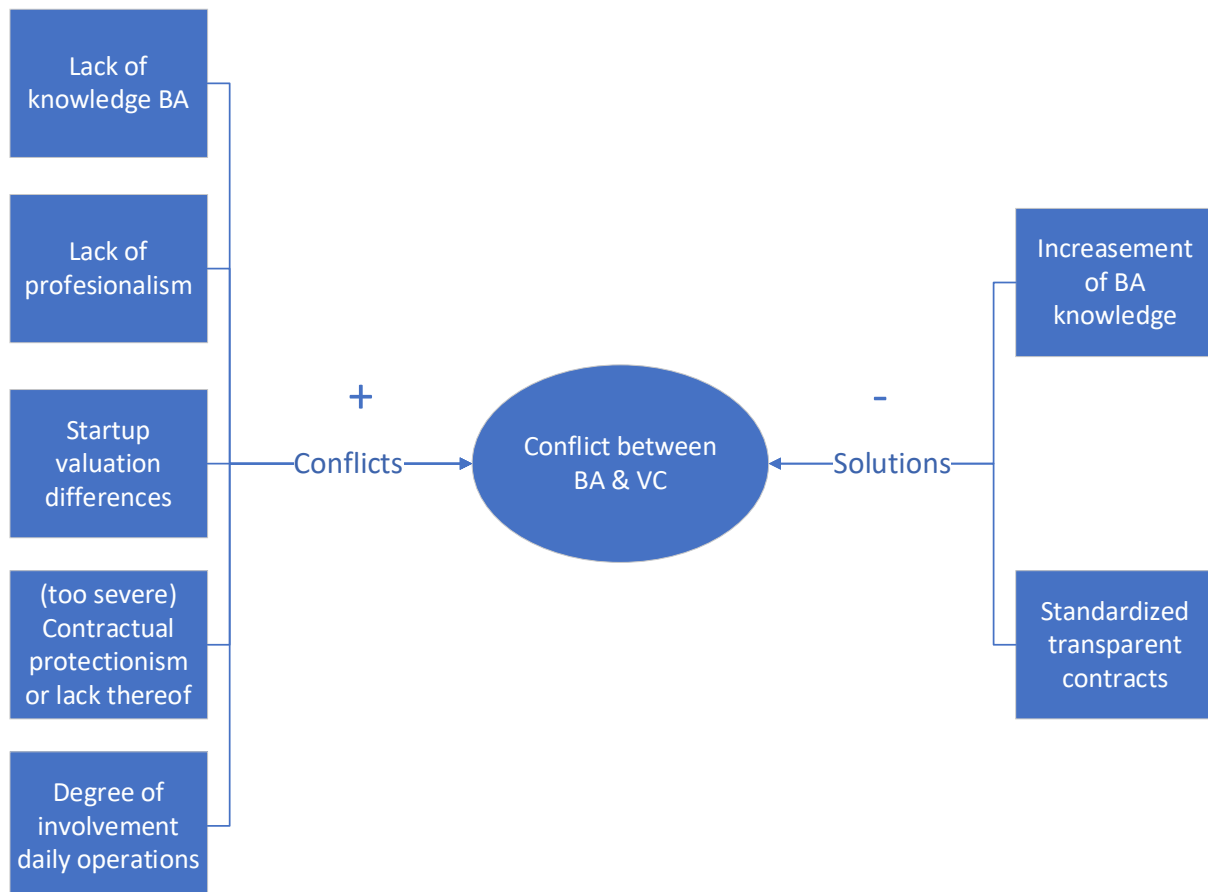 Lack of
knowledge BA
Lack of
profesionalism
Startup
valuation
differences
(too severe)
Contractual
protectionism
or lack thereof
Degree of
involvement
daily operations
+
Conflicts
Conflict between
BA & VC
-
Solutions
Increasement
of BA
knowledge
Standardized
transparent
contracts